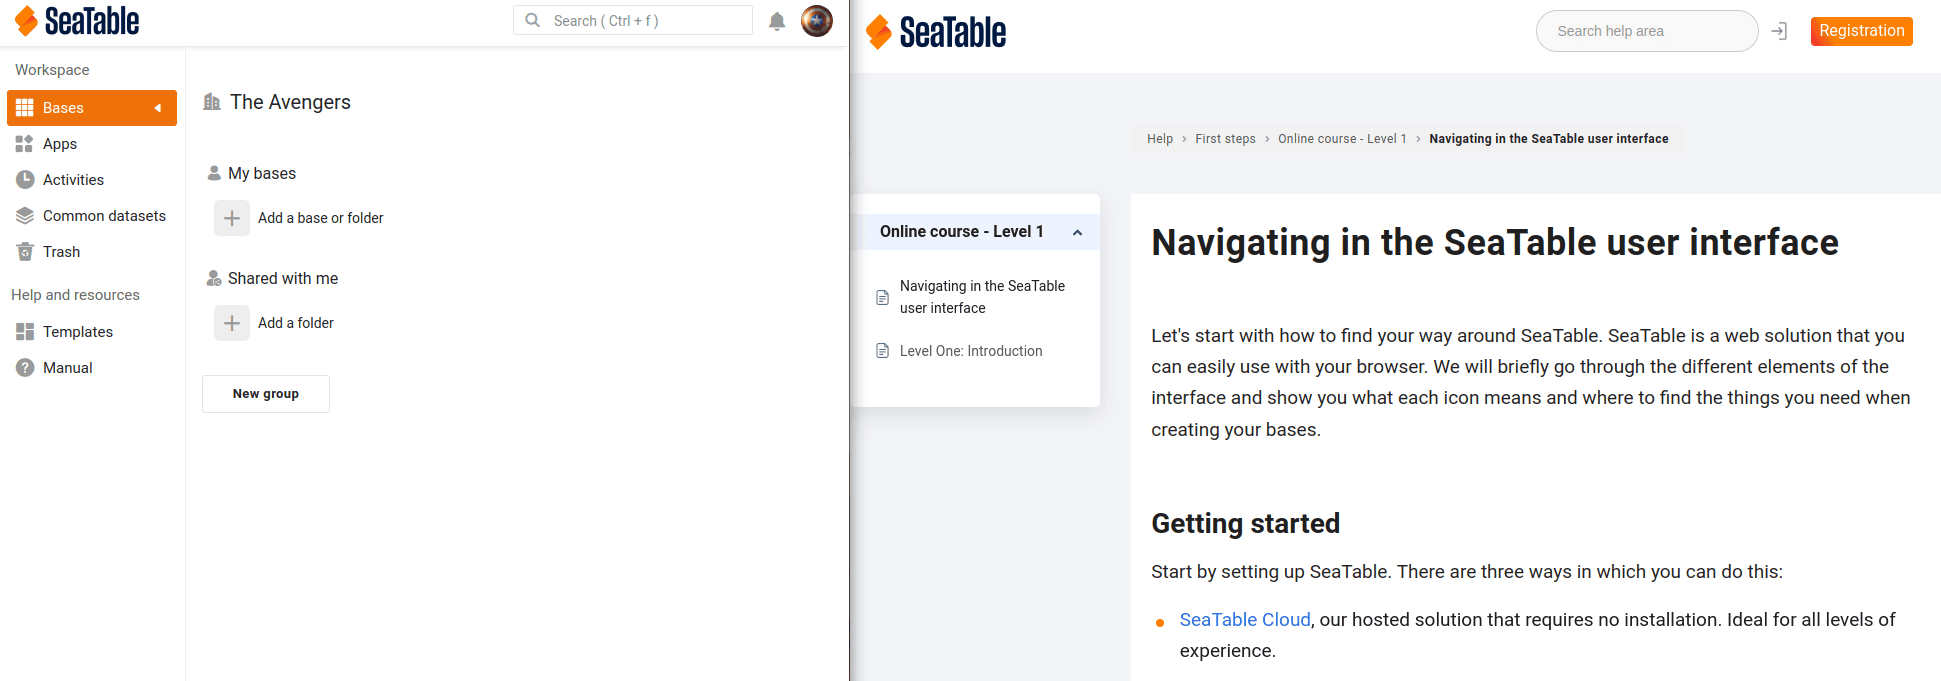 SeaTable
Search ( Ctrl + f )
Workspace
Bases
Apps
Activities
Common datasets
Trash
Help and resources
Templates
Manual
The Avengers
My bases
Add a base or folder
Shared with me
Add a folder
New group
SeaTable
Search help area
Registration
Help > First steps > Online course - Level 1 > Navigating in the SeaTable user interface
Online course - Level 1
Navigating in the SeaTable
user interface
Level One: Introduction
Navigating in the SeaTable user interface
Let's start with how to find your way around SeaTable. SeaTable is a web solution that you
can easily use with your browser. We will briefly go through the different elements of the
interface and show you what each icon means and where to find the things you need when
creating your bases.
Getting started
Start by setting up SeaTable. There are three ways in which you can do this:
SeaTable Cloud, our hosted solution that requires no installation. Ideal for all levels of
experience.